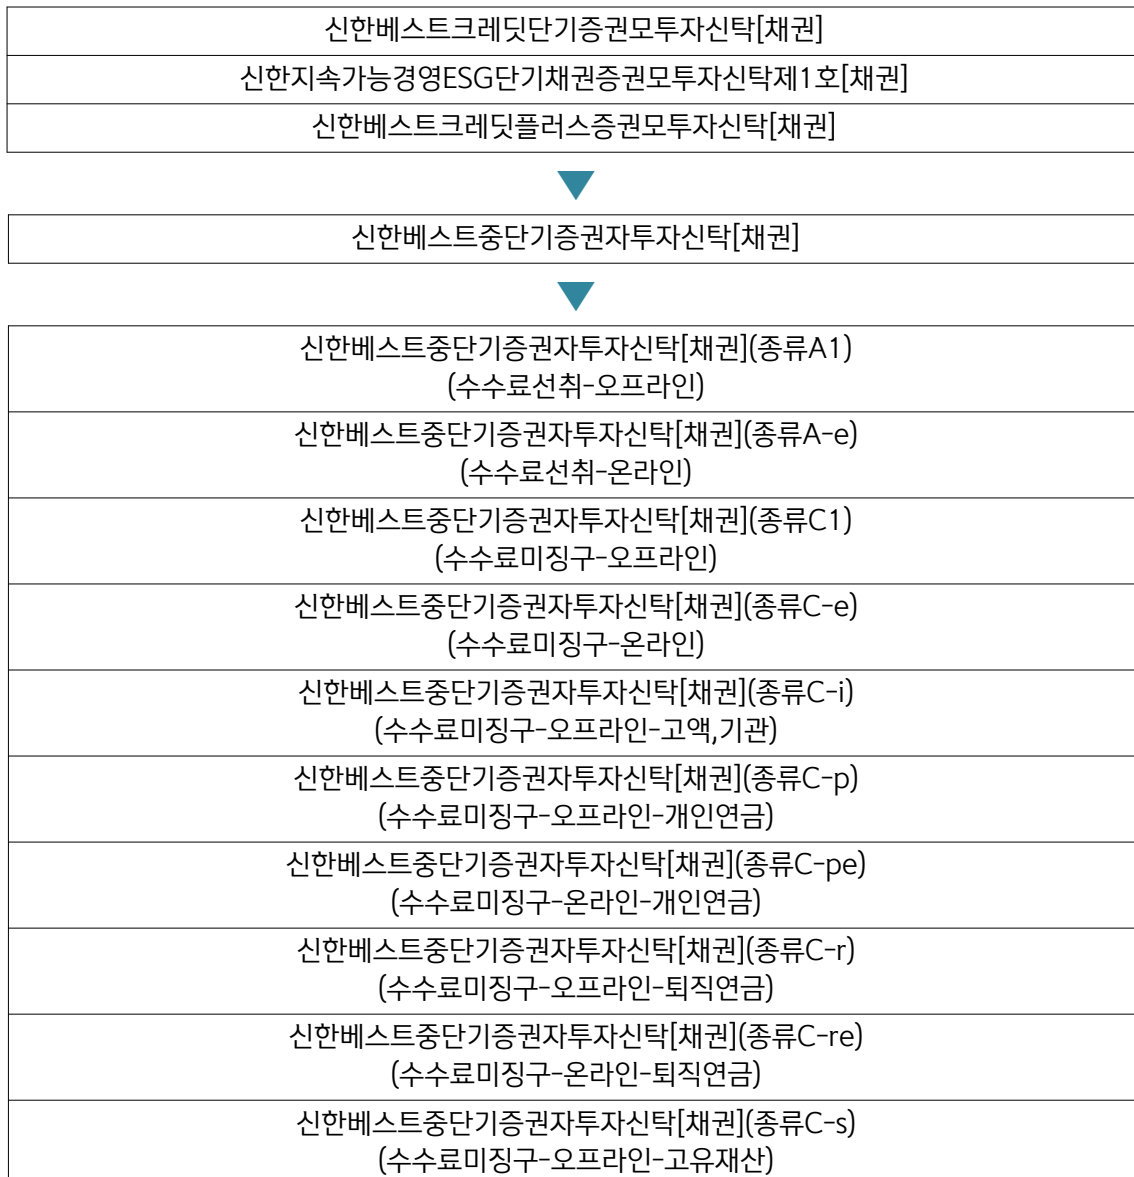 신한베스트크레딧단기증권모투자신탁[채권]
신한지속가능경영ESG단기채권증권모투자신탁제1호[채권]
신한베스트크레딧플러스증권모투자신탁[채권]
신한베스트중단기증권자투자신탁[채권]
신한베스트중단기증권자투자신탁[채권](종류A1)
(수수료선취-오프라인)
신한베스트중단기증권자투자신탁[채권](종류A-e)
(수수료선취-온라인)
신한베스트중단기증권자투자신탁[채권](종류C1)
(수수료미징구-오프라인)
신한베스트중단기증권자투자신탁[채권](종류C-e)
(수수료미징구-온라인)
신한베스트중단기증권자투자신탁[채권](종류C-i)
(수수료미징구-오프라인-고액,기관)
신한베스트중단기증권자투자신탁[채권](종류C-p)
(수수료미징구-오프라인-개인연금)
신한베스트중단기증권자투자신탁[채권](종류C-pe)
(수수료미징구-온라인-개인연금)
신한베스트중단기증권자투자신탁[채권](종류C-r)
(수수료미징구-오프라인-퇴직연금)
신한베스트중단기증권자투자신탁[채권](종류C-re)
(수수료미징구-온라인-퇴직연금)
신한베스트중단기증권자투자신탁[채권](종류C-s)
(수수료미징구-오프라인-고유재산)